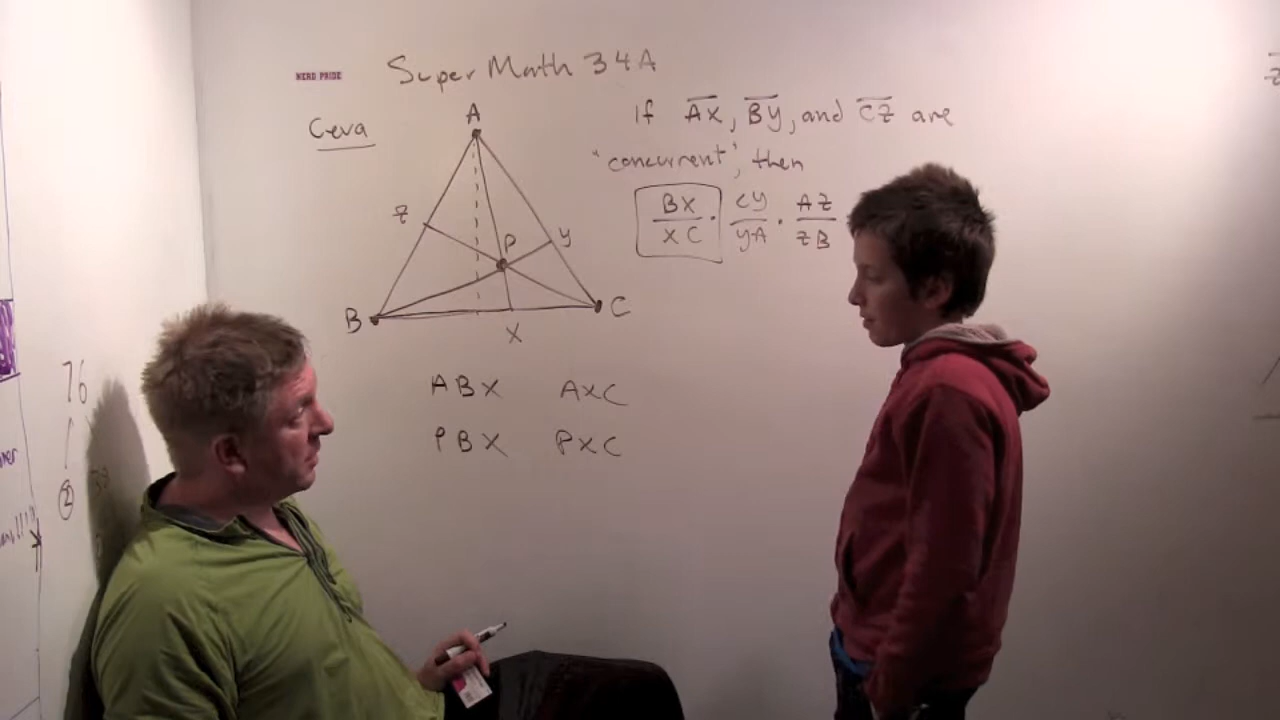 NERD PRIDE
Super Math 34A
Ceva
If AX, BY, and CZ are
"concurrent", then
BX/XC · CY/YA · AZ/ZB
A
Z
P
Y
B
C
X
ABX AXC
PBX PXC
76
2